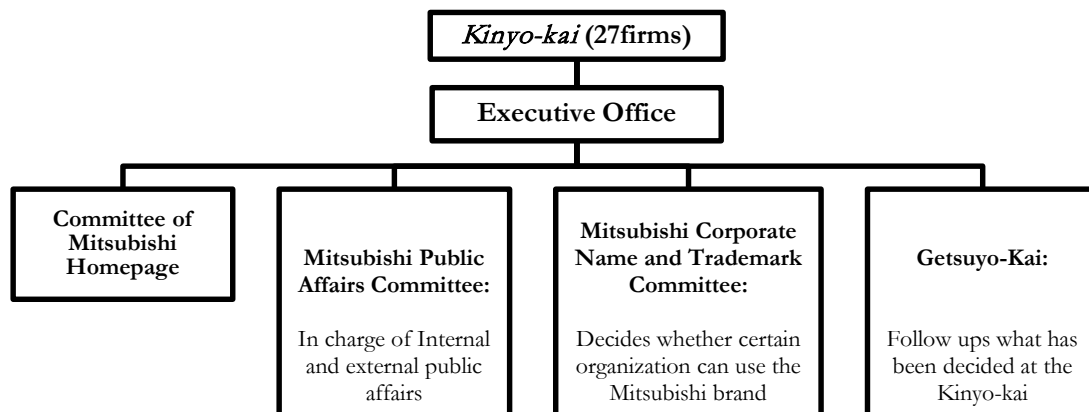 Kinyo-kai (27firms)
Executive Office
Committee of
Mitsubishi
Homepage
Mitsubishi Public
Affairs Committee:
In charge of Internal
and external public
affairs
Mitsubishi Corporate
Name and Trademark
Committee:
Decides whether certain
organization can use the
Mitsubishi brand
Getsuyo-Kai:
Follow ups what has
been decided at the
Kinyo-kai